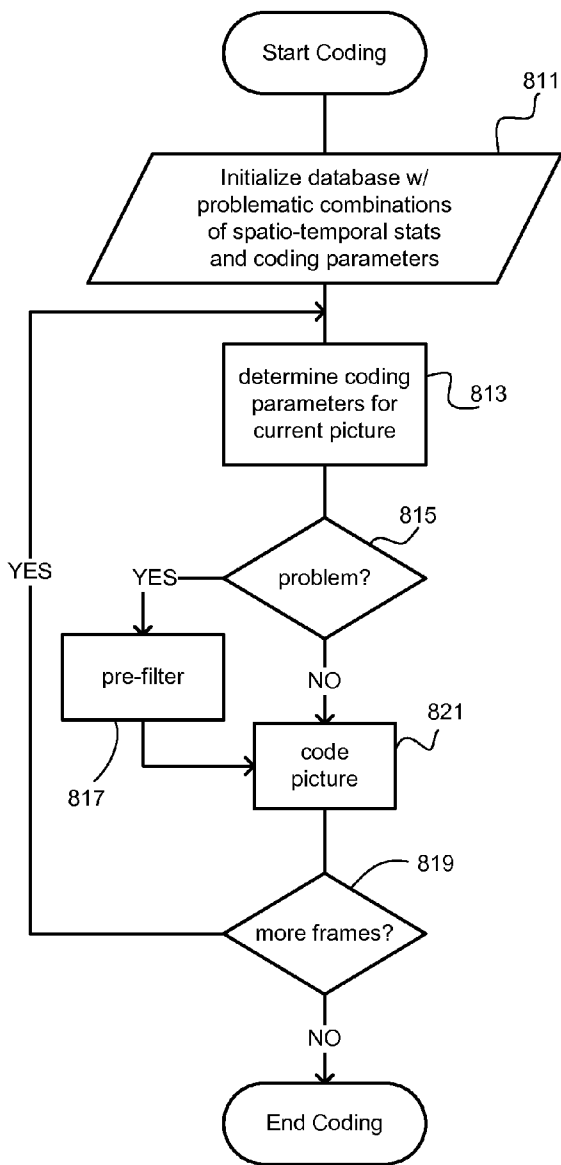 Start Coding
811
Initialize database w/
problematic combinations
of spatio-temporal stats
and coding parameters
determine coding
parameters for
current picture
813
815
problem?
YES
YES
pre-filter
817
NO
821
code
picture
819
more frames?
NO
End Coding